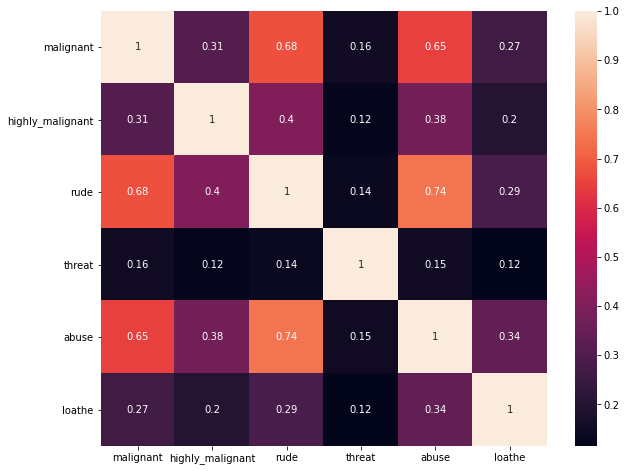 malignant 1 0.31 0.68 0.16 0.65 0.27
highly_malignant 0.31 1 0.4 0.12 0.38 0.2
rude 0.68 0.4 1 0.14 0.74 0.29
threat 0.16 0.12 0.14 1 0.15 0.12
abuse 0.65 0.38 0.74 0.15 1 0.34
loathe 0.27 0.2 0.29 0.12 0.34 1
malignant highly_malignant rude threat abuse loathe
1.0
0.9
0.8
0.7
0.6
0.5
0.4
0.3
0.2